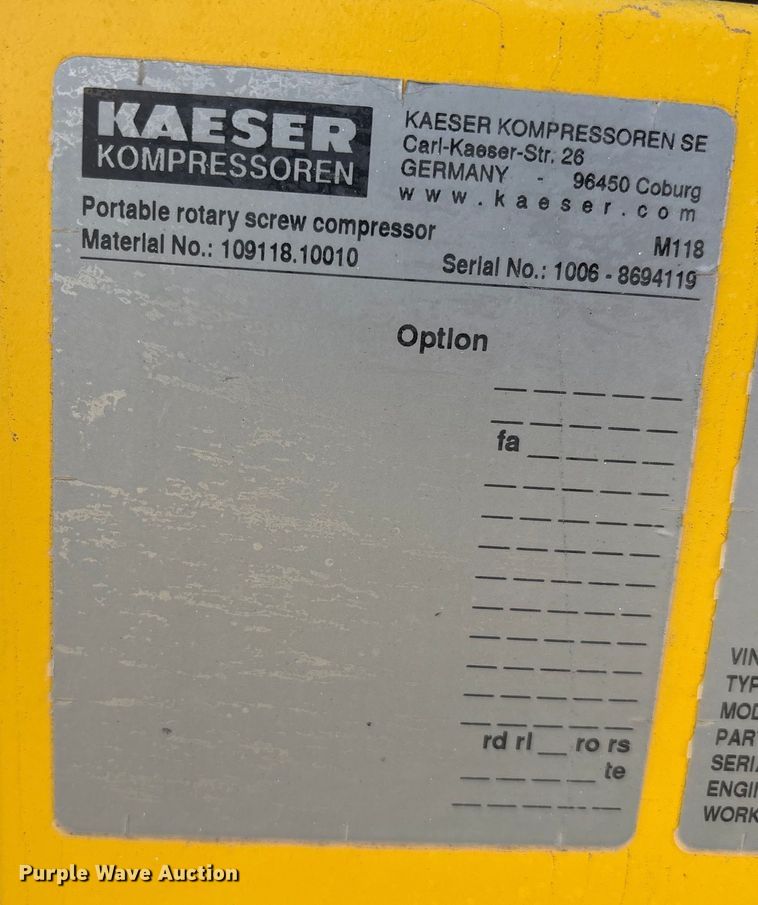 KAESER
KOMPRESSOREN
KAESER KOMPRESSOREN SE
Carl-Kaeser-Str. 26
GERMANY - 96450 Coburg
www.kaeser.com
Portable rotary screw compressor M118
Material No.: 109118.10010 Serial No.: 1006 - 8694119
Option
_ _ _ _ _
_ _ _ _ _
fa _ _ _ _
_ _ _ _ _
_ _ _ _ _
_ _ _ _ _
_ _ _ _ _
_ _ _ _ _
_ _ _ _ _
_ _ _ _ _
_ _ _ _ _
_ _ _ _ _
rd rl _ ro rs
_ _ _ _ te
_ _ _ _ _
VIN
TYP
MOD
PAR
SERI
ENGI
WORK
Purple Wave Auction